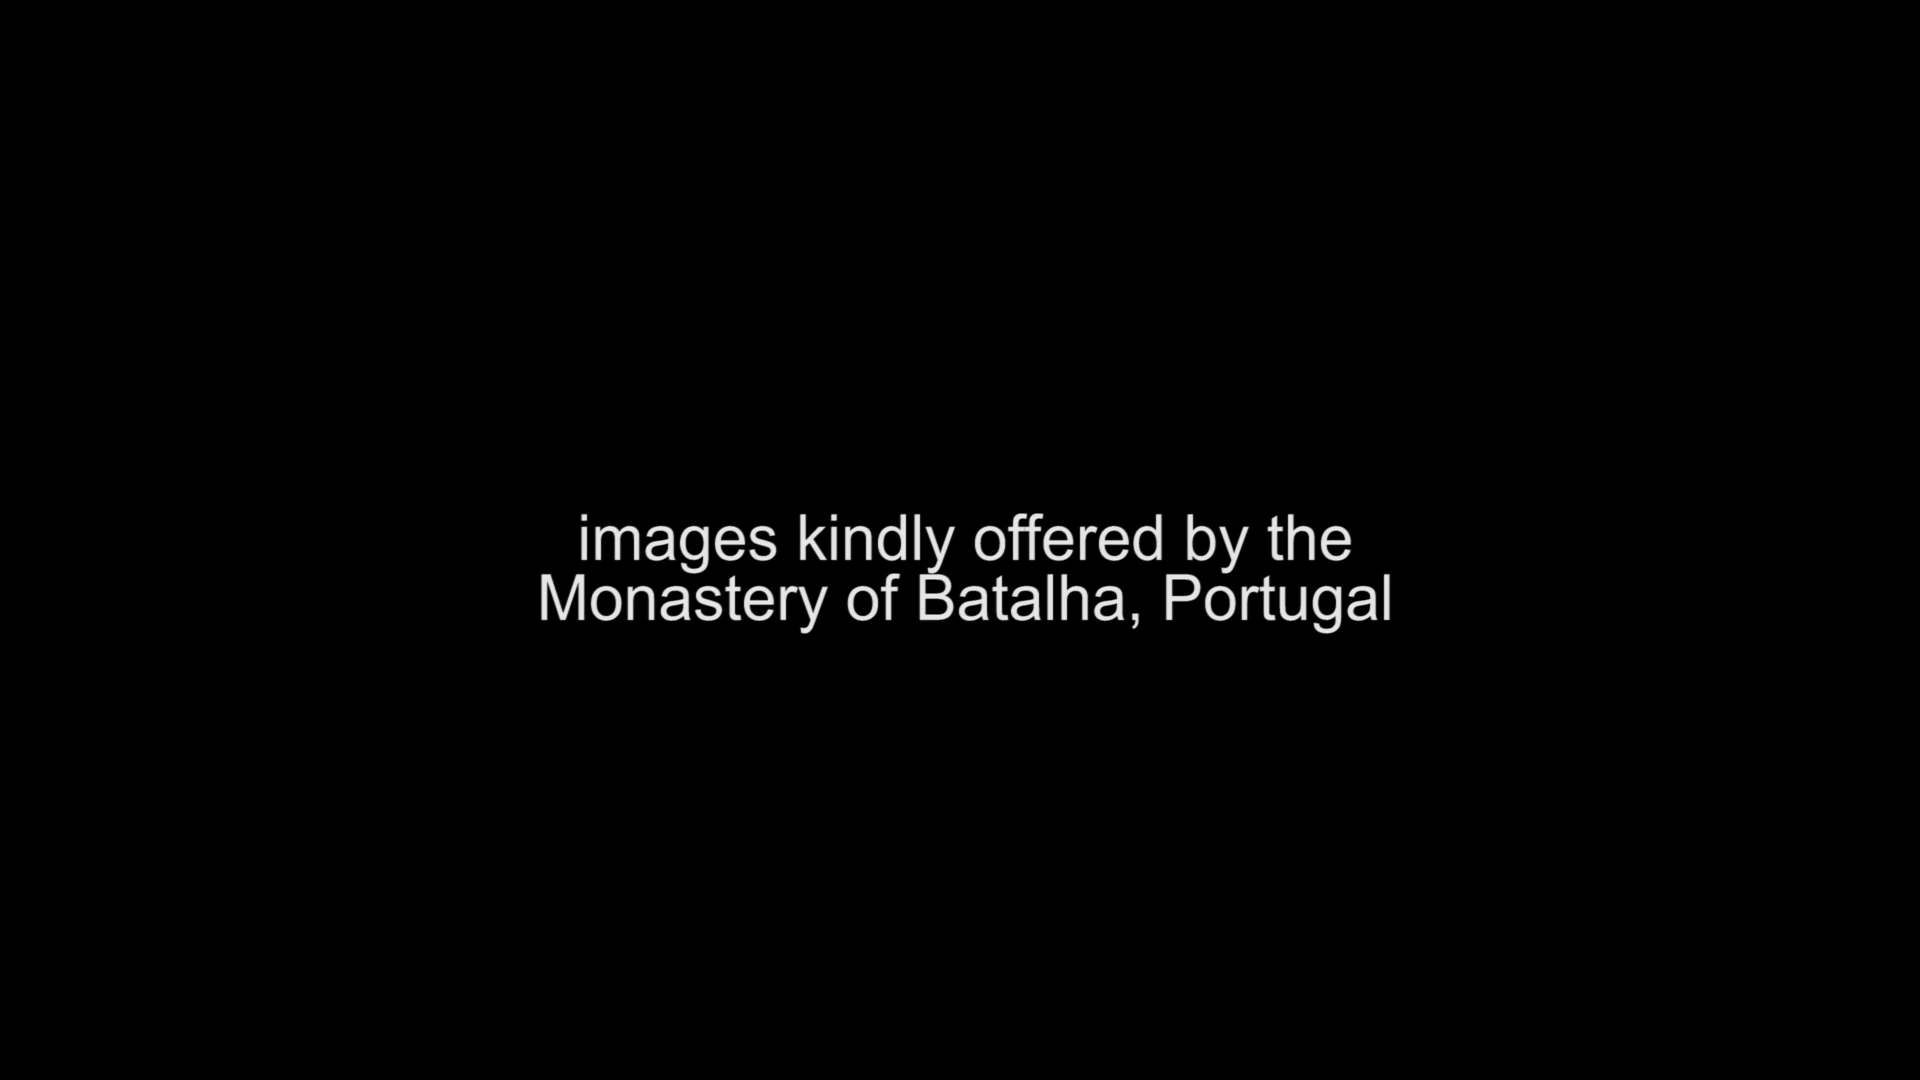 images kindly offered by the
Monastery of Batalha, Portugal